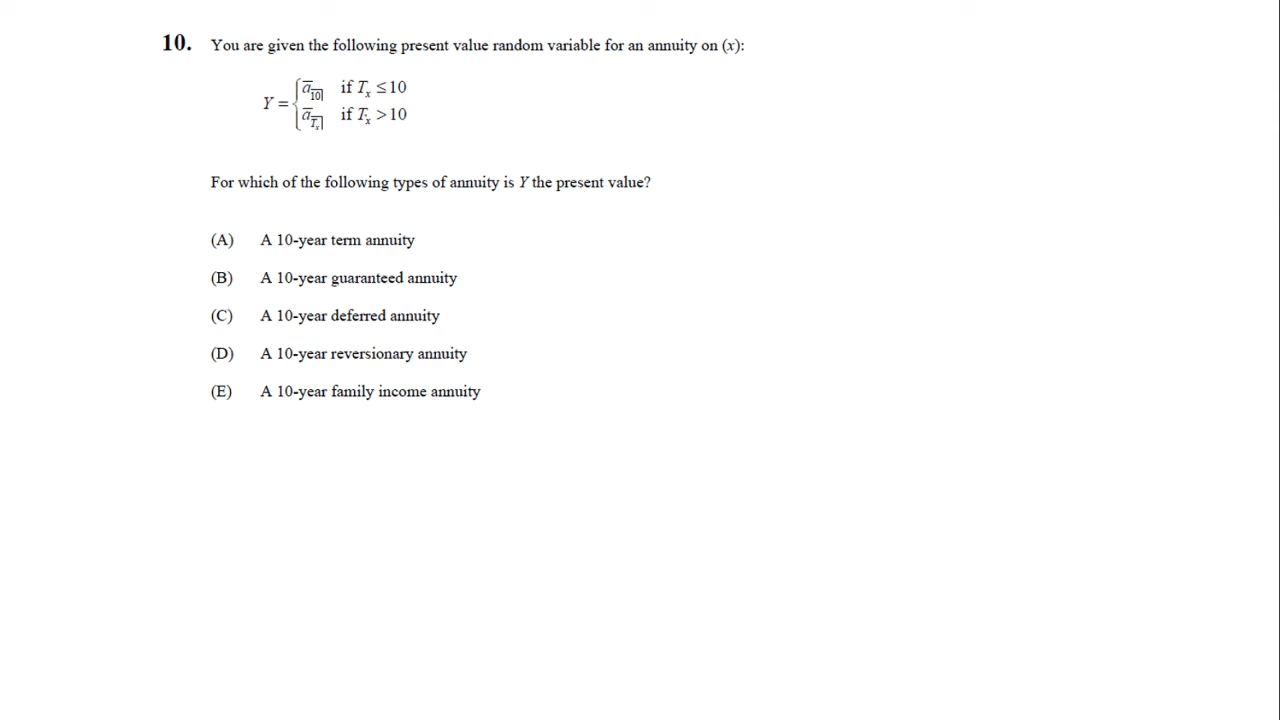 10. You are given the following present value random variable for an annuity on (x):
Y = { a̅_{10|} if T_x ≤ 10
a̅_{T_x|} if T_x > 10
For which of the following types of annuity is Y the present value?
(A) A 10-year term annuity
(B) A 10-year guaranteed annuity
(C) A 10-year deferred annuity
(D) A 10-year reversionary annuity
(E) A 10-year family income annuity